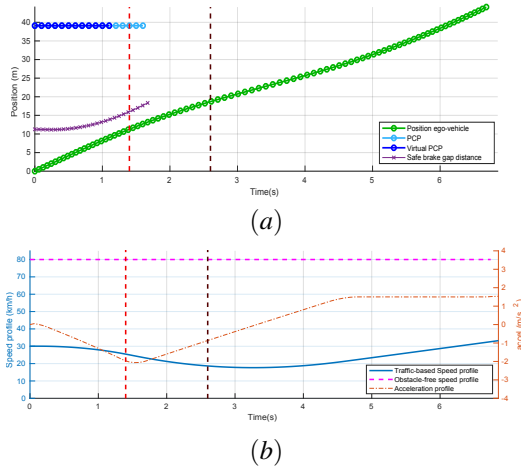 40
35
30
25
20
15
10
5
0
Position (m)
0
1
2
3
4
5
6
Time(s)
Position ego-vehicle
PCP
Virtual PCP
Safe brake gap distance
(a)
80
70
60
50
40
30
20
10
0
Speed profile (km/h)
4
3
2
1
0
-1
-2
-3
-4
accel.(m/s²)
0
1
2
3
4
5
6
Time(s)
Traffic-based Speed profile
Obstacle-free speed profile
Acceleration profile
(b)